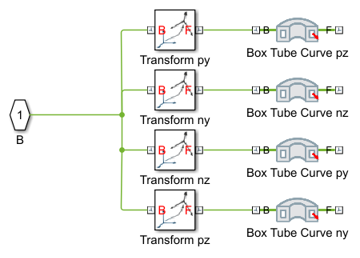 B F B F
Transform py Box Tube Curve pz
1
B
B F B F
Transform ny Box Tube Curve nz
B F B F
Transform nz Box Tube Curve py
B F B F
Transform pz Box Tube Curve ny